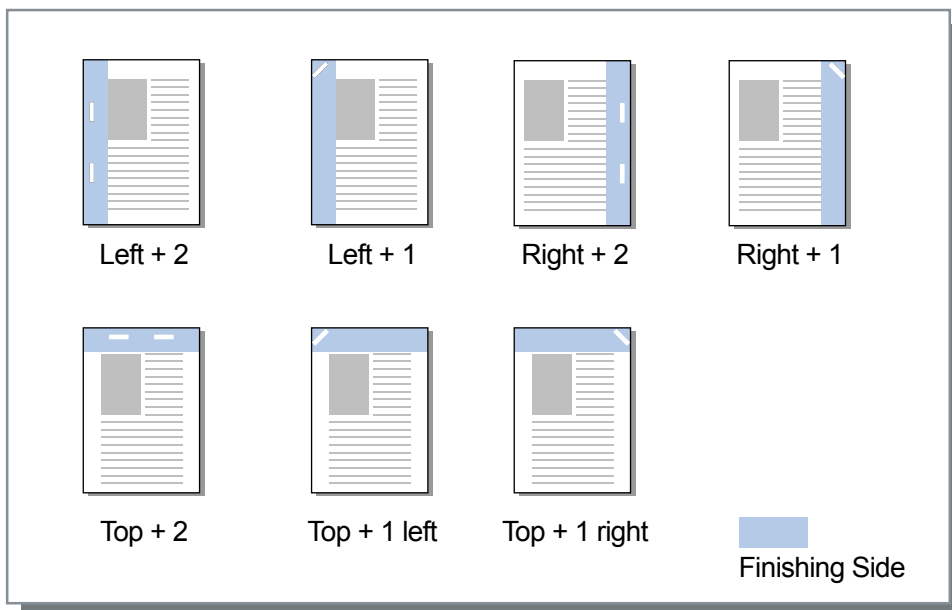 Left + 2
Left + 1
Right + 2
Right + 1
Top + 2
Top + 1 left
Top + 1 right
Finishing Side